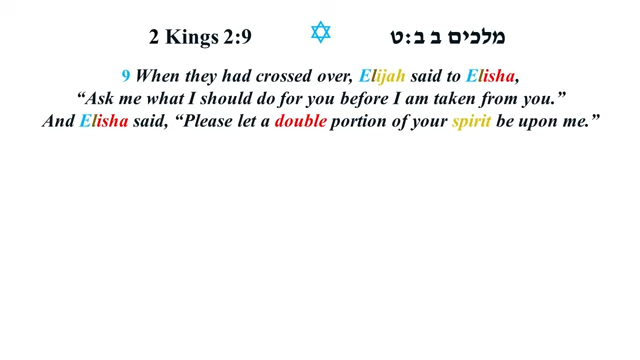 2 Kings 2:9 ✡ מלכים ב ב:ט
9 When they had crossed over, Elijah said to Elisha,
“Ask me what I should do for you before I am taken from you.”
And Elisha said, “Please let a double portion of your spirit be upon me.”